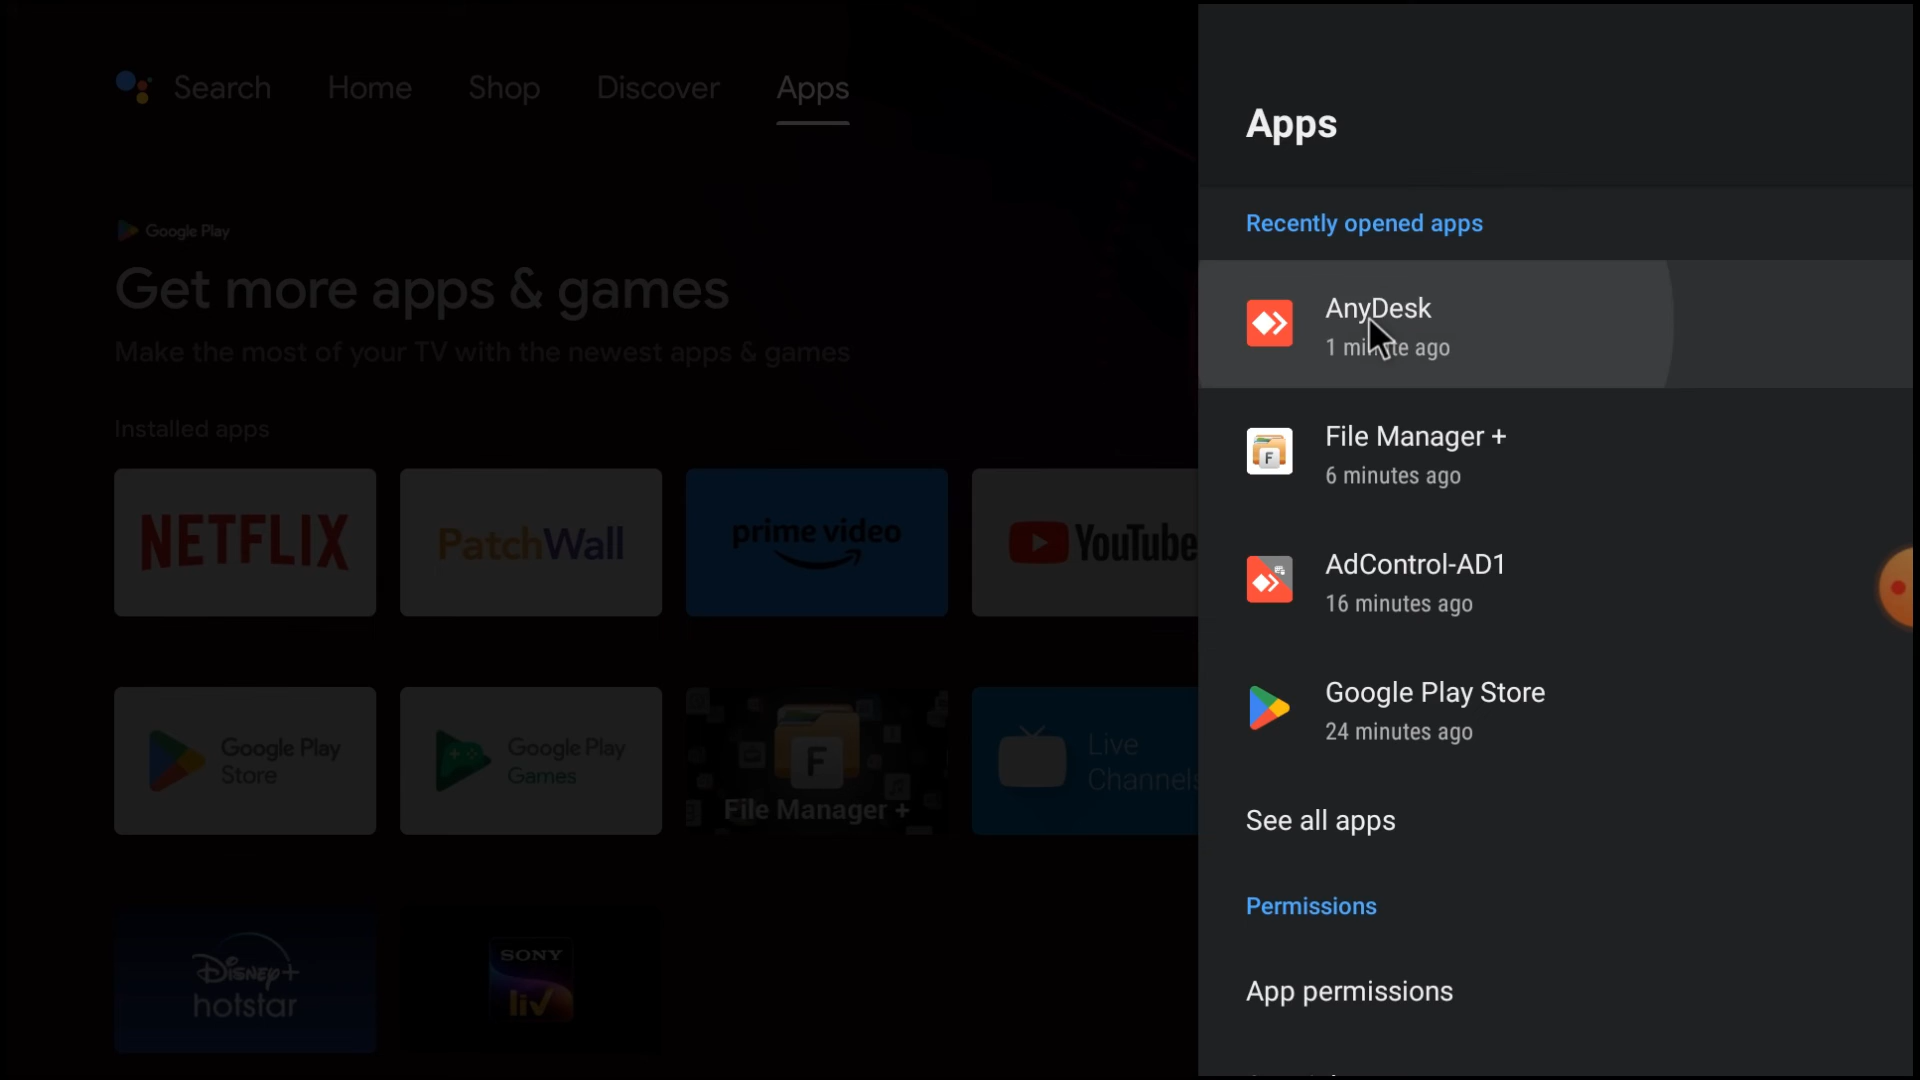 Search Home Shop Discover Apps
Google Play
Get more apps & games
Make the most of your TV with the newest apps & games
Installed apps
NETFLIX
PatchWall
prime video
YouTube
Google Play
Store
Google Play
Games
F
File Manager +
Live
Channels
Disney+
hotstar
SONY
liv
Apps
Recently opened apps
AnyDesk
1 minute ago
F
File Manager +
6 minutes ago
AdControl-AD1
16 minutes ago
Google Play Store
24 minutes ago
See all apps
Permissions
App permissions